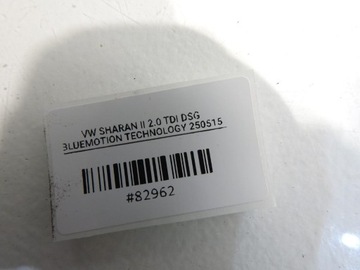 VW SHARAN II 2.0 TDI DSG
BLUEMOTION TECHNOLOGY 250515
#82962